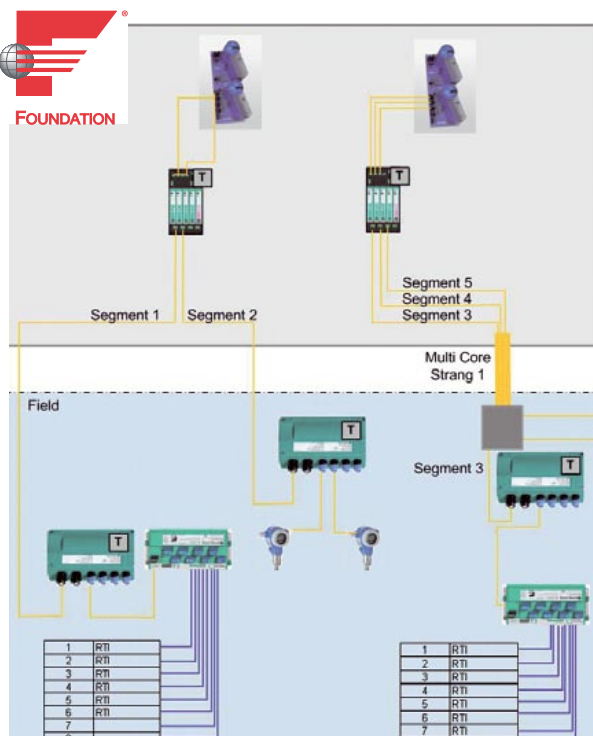 FOUNDATION
T
T
Segment 1
Segment 2
Segment 5
Segment 4
Segment 3
Multi Core
Strang 1
Field
T
Segment 3
T
T
1 RTI
2 RTI
3 RTI
4 RTI
5 RTI
6 RTI
7
1 RTI
2 RTI
3 RTI
4 RTI
5 RTI
6 RTI
7 RTI